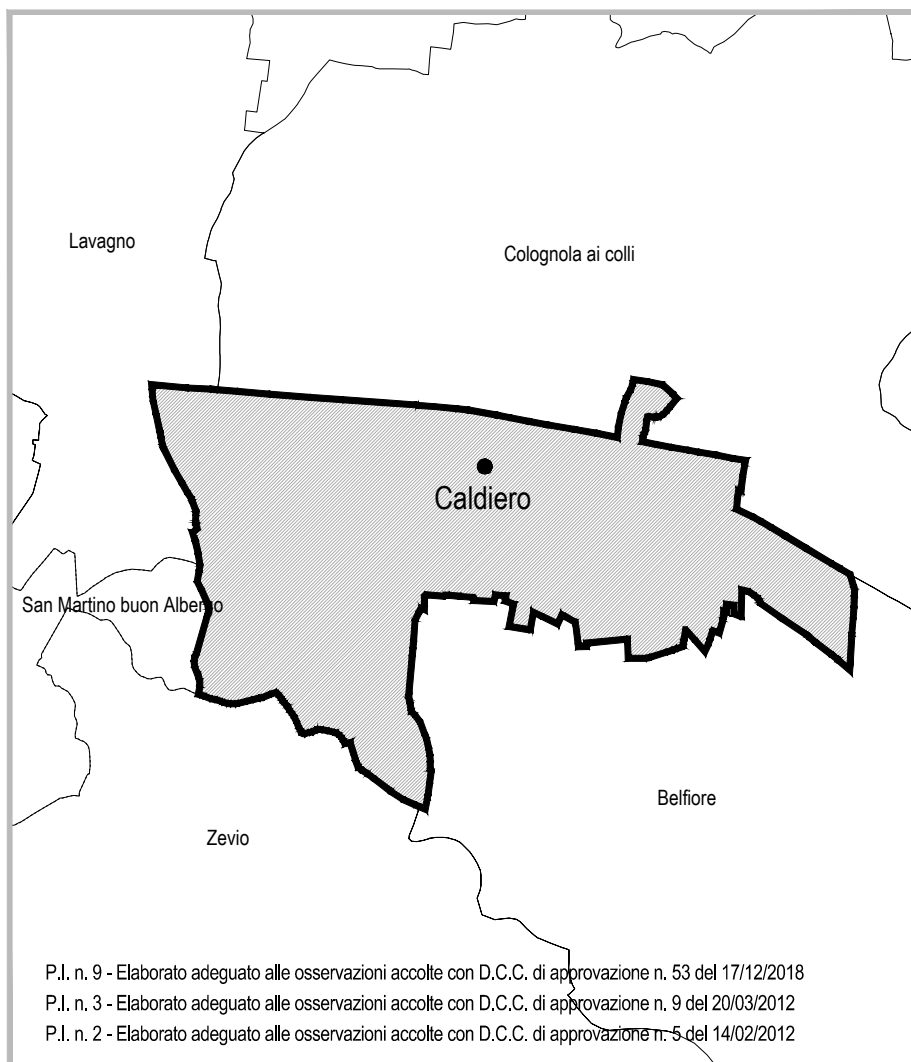 Lavagno
Colognola ai colli
Caldiero
San Martino buon Albergo
Belfiore
Zevio
P.I. n. 9 - Elaborato adeguato alle osservazioni accolte con D.C.C. di approvazione n. 53 del 17/12/2018
P.I. n. 3 - Elaborato adeguato alle osservazioni accolte con D.C.C. di approvazione n. 9 del 20/03/2012
P.I. n. 2 - Elaborato adeguato alle osservazioni accolte con D.C.C. di approvazione n. 5 del 14/02/2012